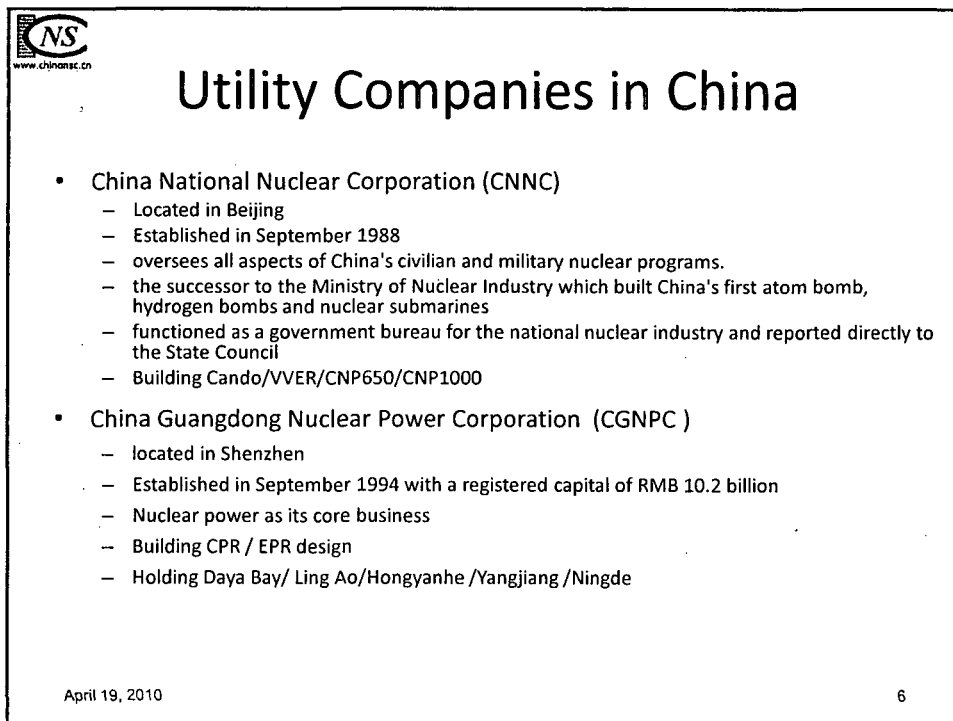 NS
www.chinansc.cn
Utility Companies in China
• China National Nuclear Corporation (CNNC)
– Located in Beijing
– Established in September 1988
– oversees all aspects of China's civilian and military nuclear programs.
– the successor to the Ministry of Nuclear Industry which built China's first atom bomb,
hydrogen bombs and nuclear submarines
– functioned as a government bureau for the national nuclear industry and reported directly to
the State Council
– Building Cando/VVER/CNP650/CNP1000
• China Guangdong Nuclear Power Corporation (CGNPC )
– located in Shenzhen
– Established in September 1994 with a registered capital of RMB 10.2 billion
– Nuclear power as its core business
– Building CPR / EPR design
– Holding Daya Bay/ Ling Ao/Hongyanhe /Yangjiang /Ningde
April 19, 2010
6